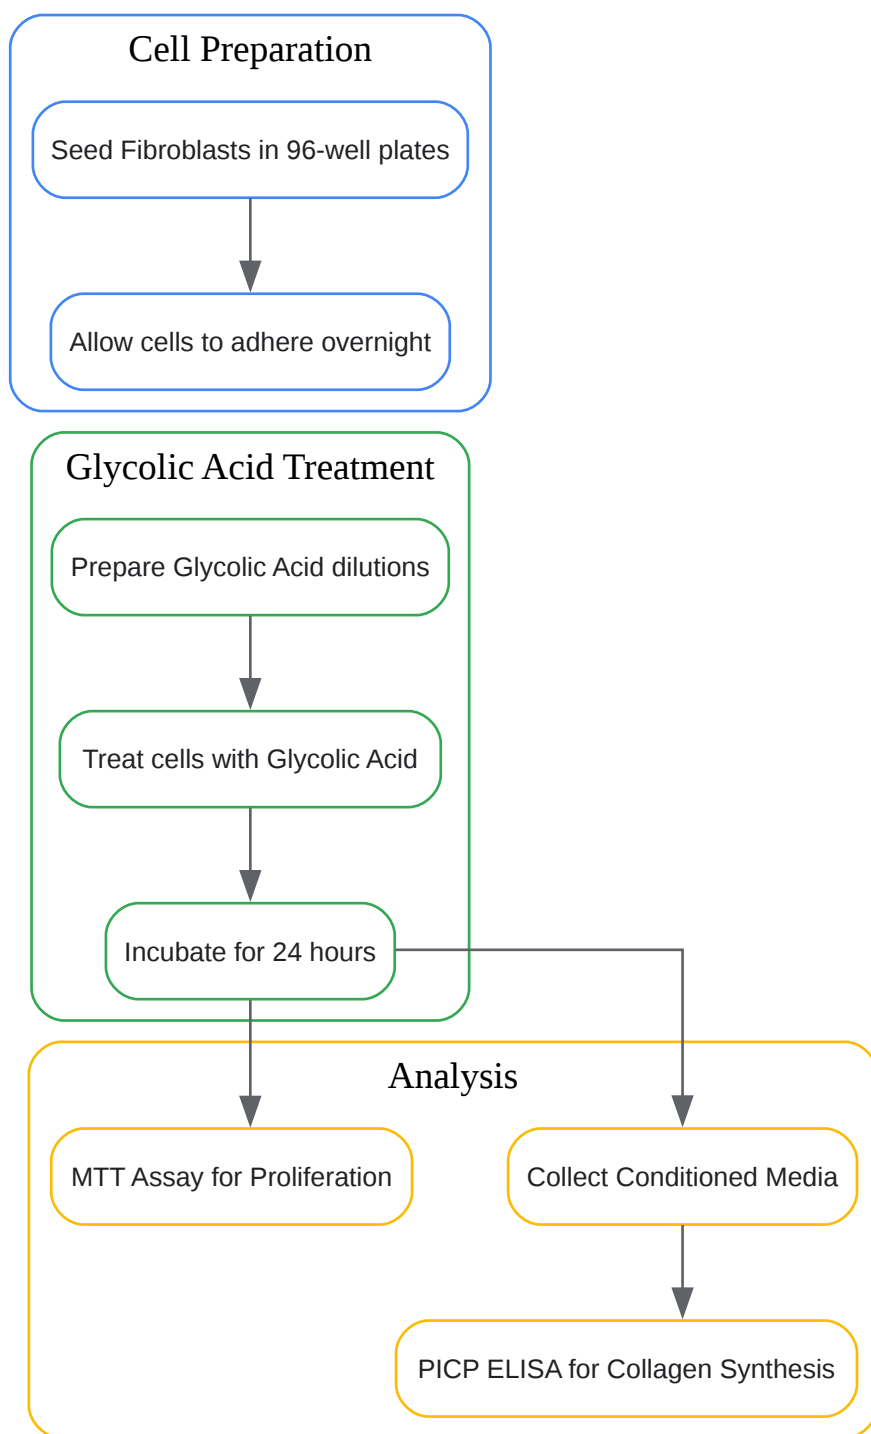 Cell Preparation
Seed Fibroblasts in 96-well plates
Allow cells to adhere overnight
Glycolic Acid Treatment
Prepare Glycolic Acid dilutions
Treat cells with Glycolic Acid
Incubate for 24 hours
Analysis
MTT Assay for Proliferation
Collect Conditioned Media
PICP ELISA for Collagen Synthesis